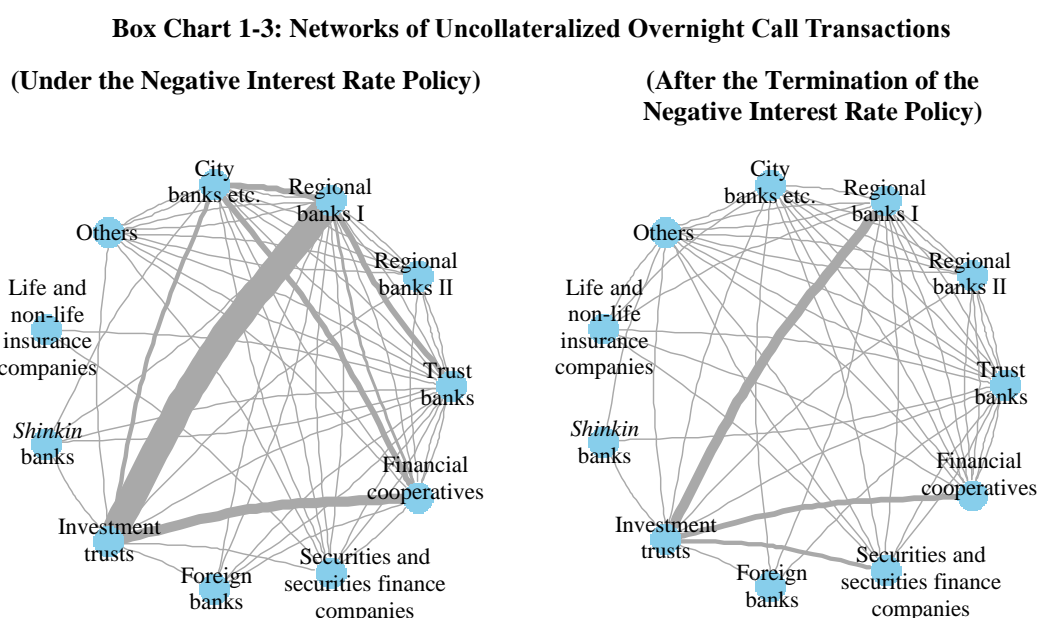 Box Chart 1-3: Networks of Uncollateralized Overnight Call Transactions
(Under the Negative Interest Rate Policy)
City
banks etc.
Regional
banks I
Others
Regional
banks II
Life and
non-life
insurance
companies
Trust
banks
Shinkin
banks
Financial
cooperatives
Investment
trusts
Foreign
banks
Securities and
securities finance
companies
(After the Termination of the
Negative Interest Rate Policy)
City
banks etc.
Regional
banks I
Others
Regional
banks II
Life and
non-life
insurance
companies
Trust
banks
Shinkin
banks
Financial
cooperatives
Investment
trusts
Foreign
banks
Securities and
securities finance
companies